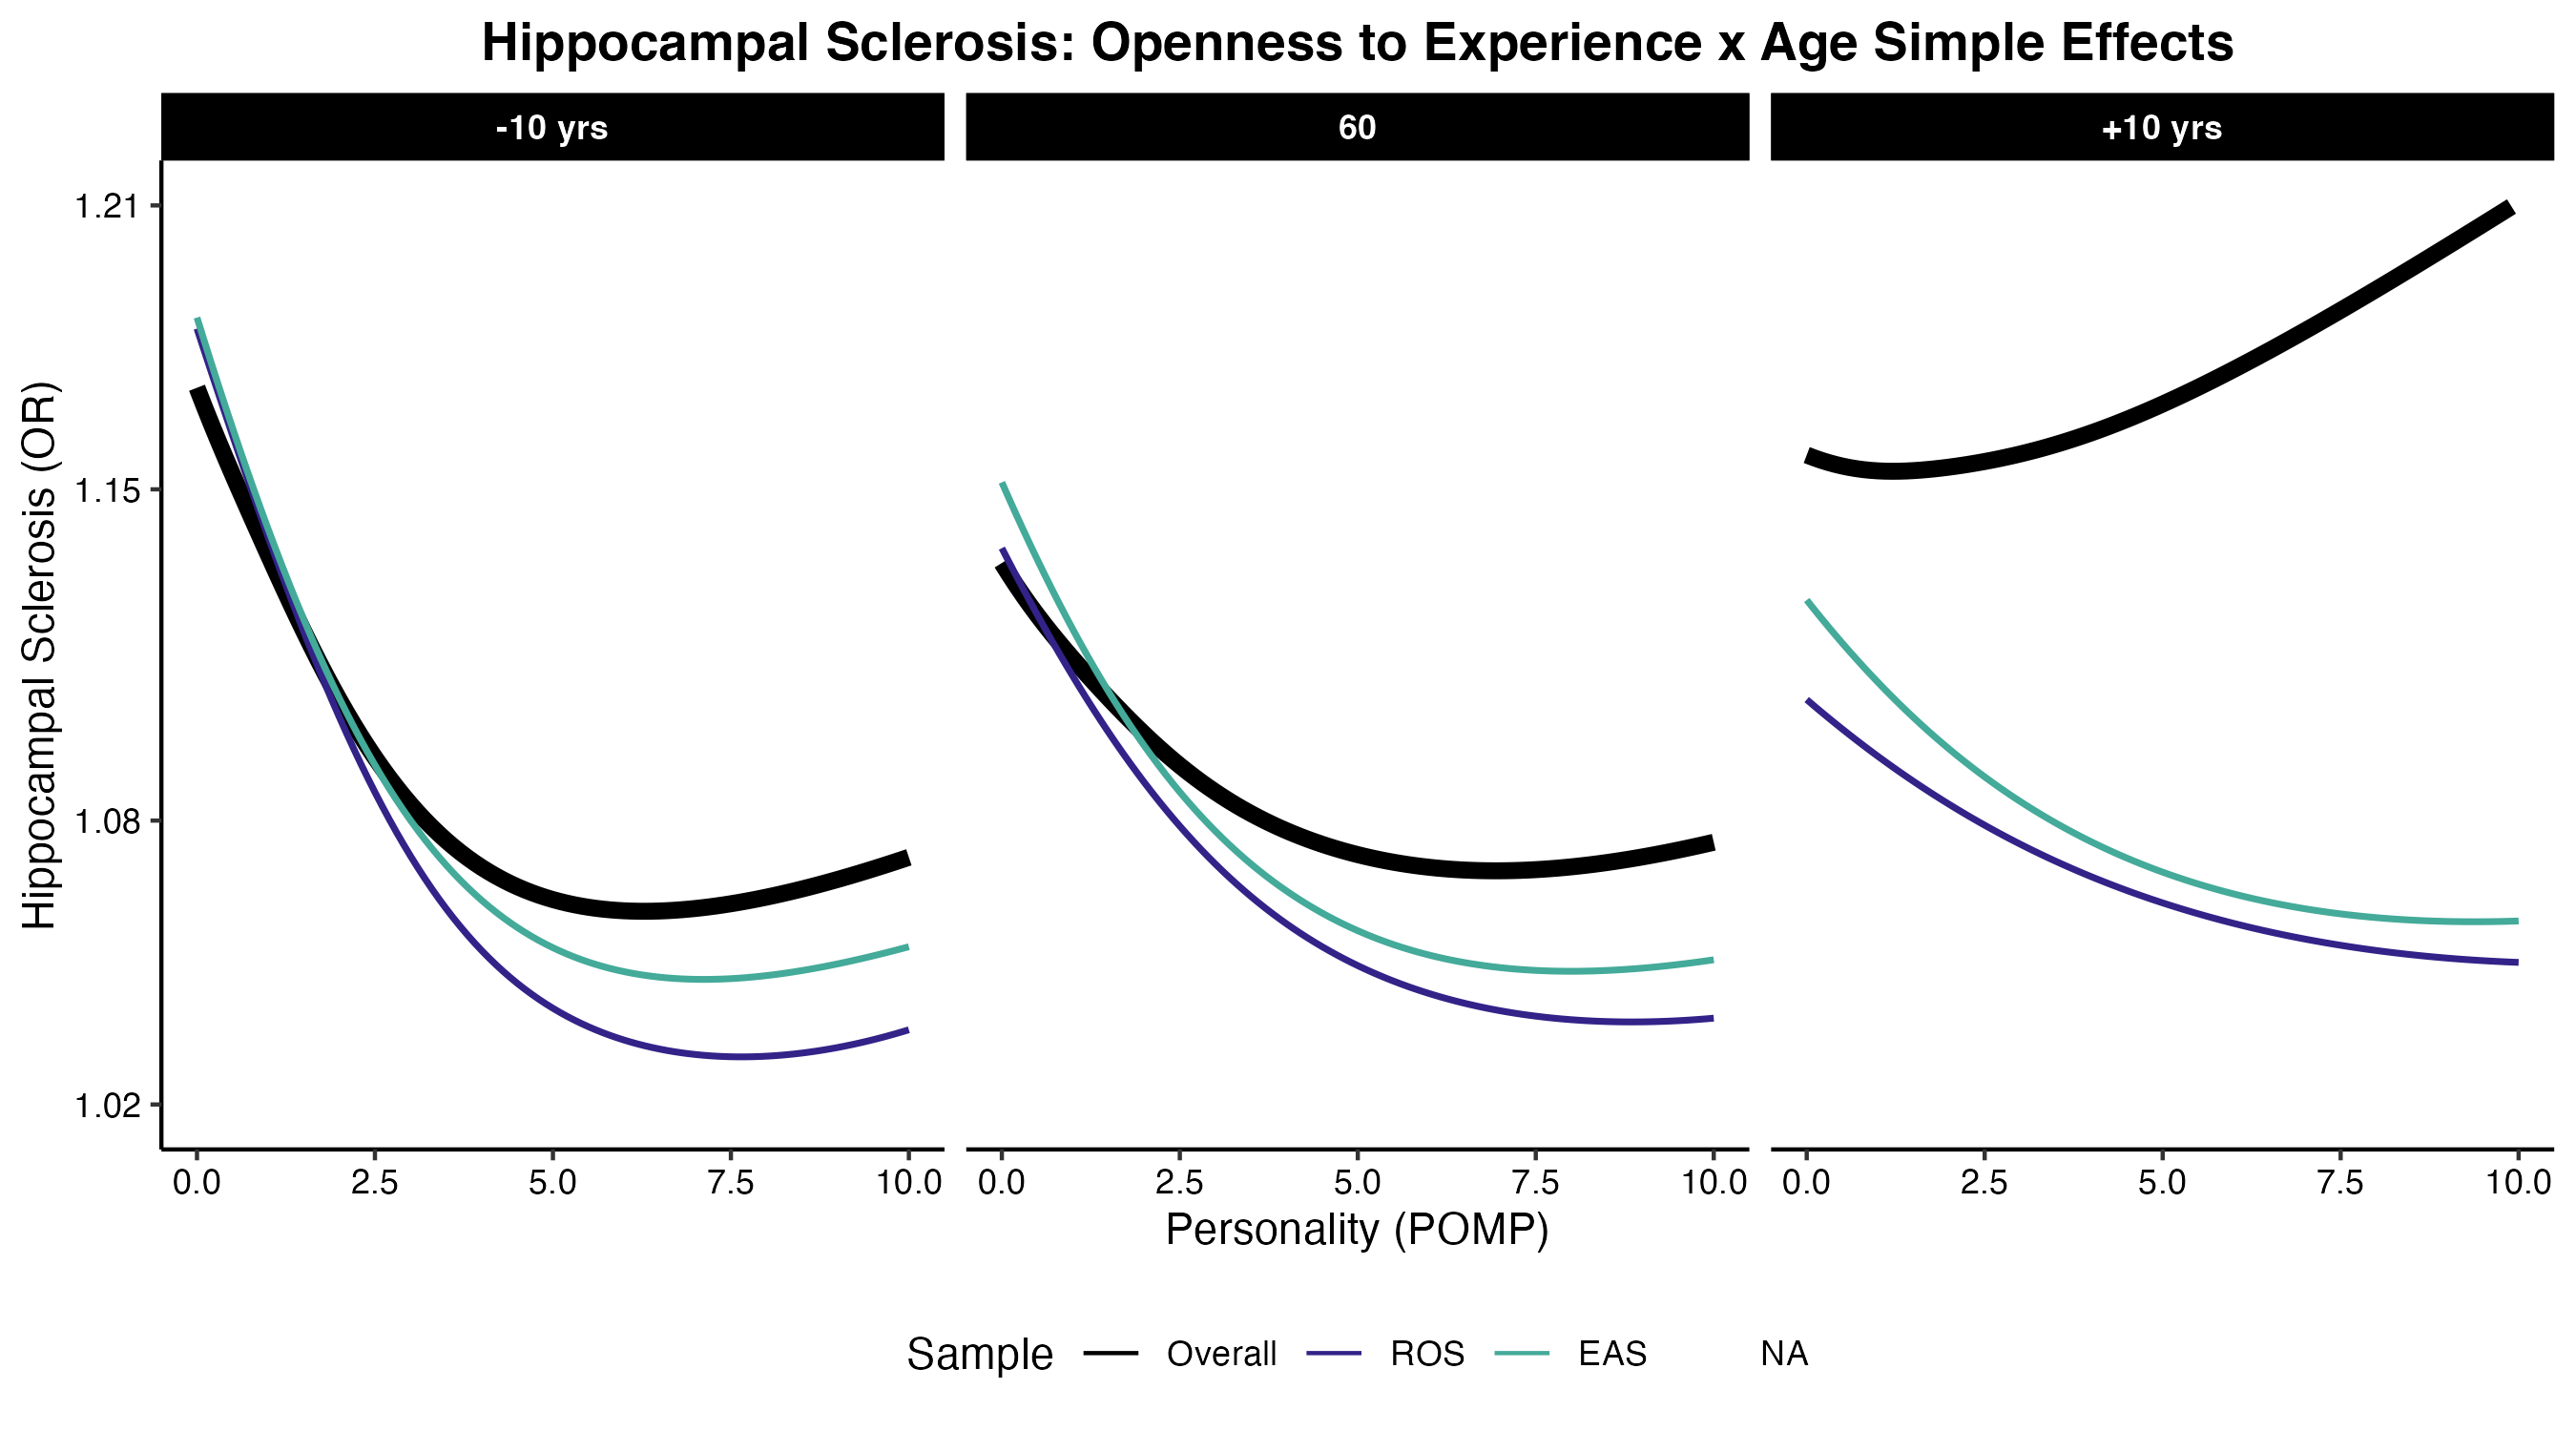 Hippocampal Sclerosis: Openness to Experience x Age Simple Effects
-10 yrs
60
+10 yrs
Hippocampal Sclerosis (OR)
1.21
1.15
1.08
1.02
0.0 2.5 5.0 7.5 10.0
0.0 2.5 5.0 7.5 10.0
0.0 2.5 5.0 7.5 10.0
Personality (POMP)
Sample Overall ROS EAS NA